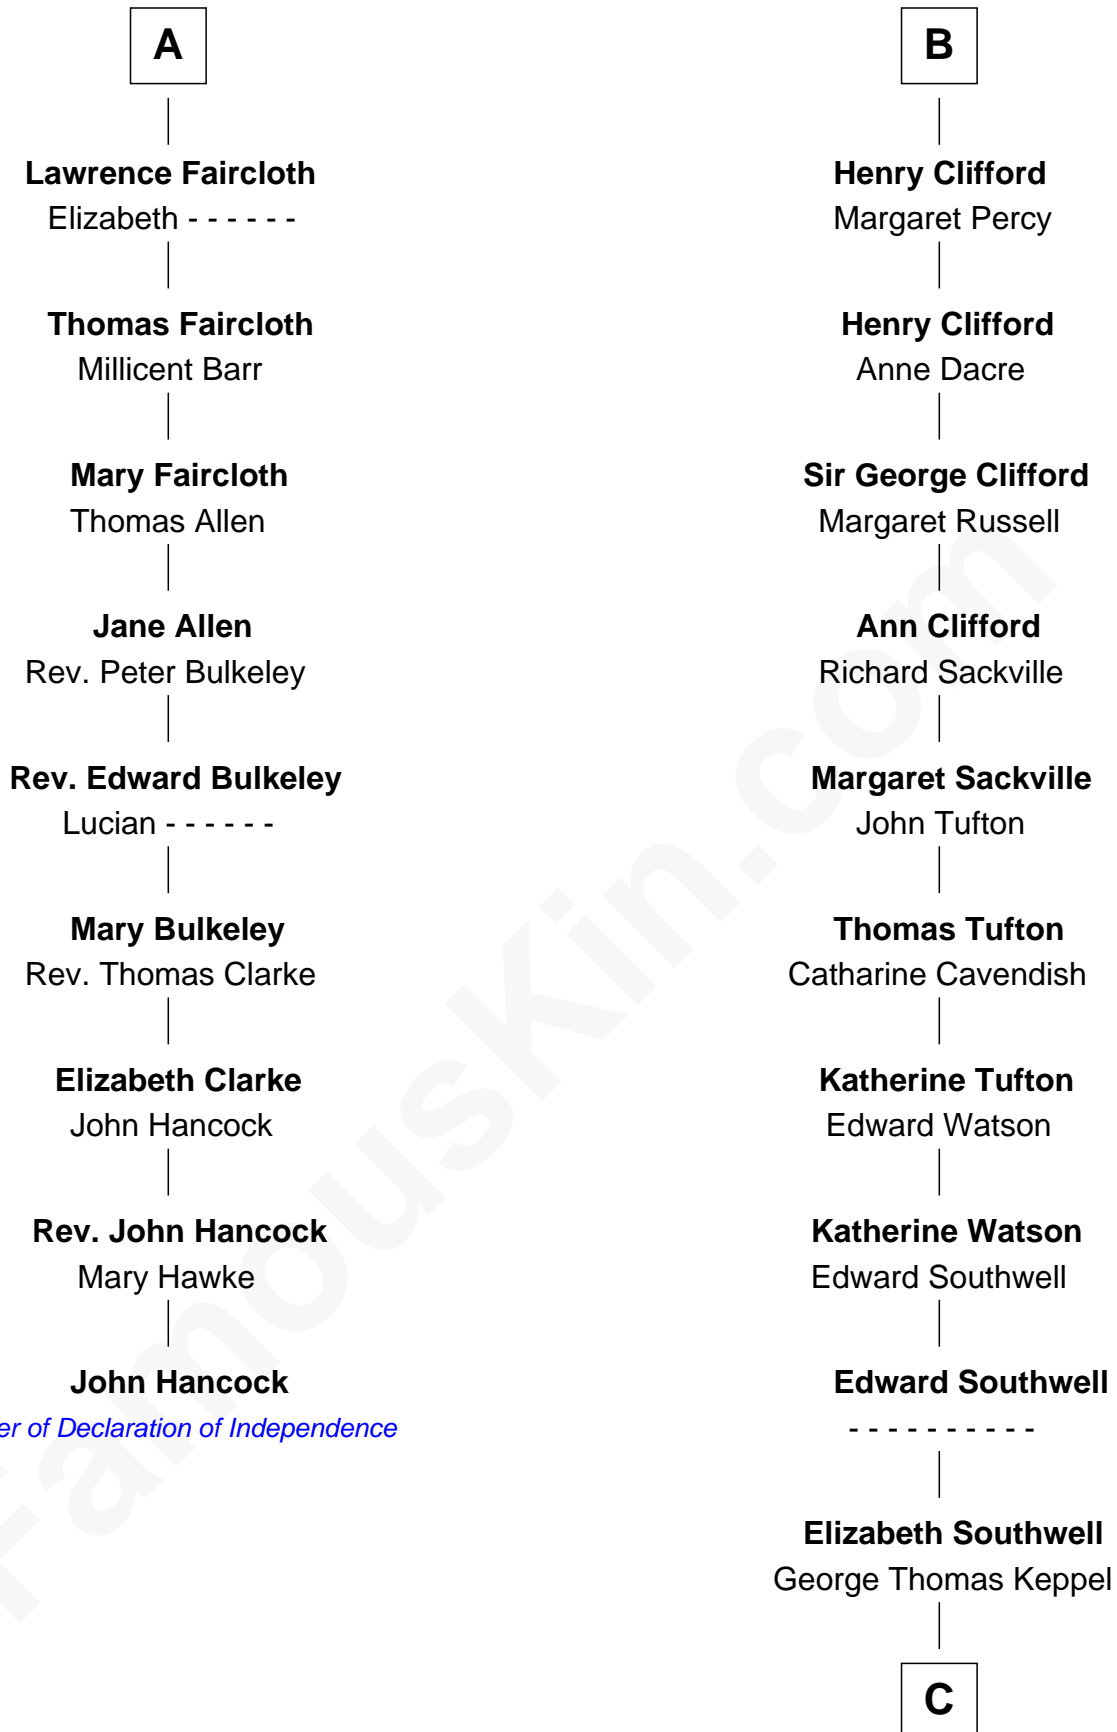 A
Lawrence Faircloth
Elizabeth - - - - - -
Thomas Faircloth
Millicent Barr
Mary Faircloth
Thomas Allen
Jane Allen
Rev. Peter Bulkeley
Rev. Edward Bulkeley
Lucian - - - - - -
Mary Bulkeley
Rev. Thomas Clarke
Elizabeth Clarke
John Hancock
Rev. John Hancock
Mary Hawke
John Hancock
er of Declaration of Independence
B
Henry Clifford
Margaret Percy
Henry Clifford
Anne Dacre
Sir George Clifford
Margaret Russell
Ann Clifford
Richard Sackville
Margaret Sackville
John Tufton
Thomas Tufton
Catharine Cavendish
Katherine Tufton
Edward Watson
Katherine Watson
Edward Southwell
Edward Southwell
- - - - - - - - - -
Elizabeth Southwell
George Thomas Keppel
C
FamousKin.com